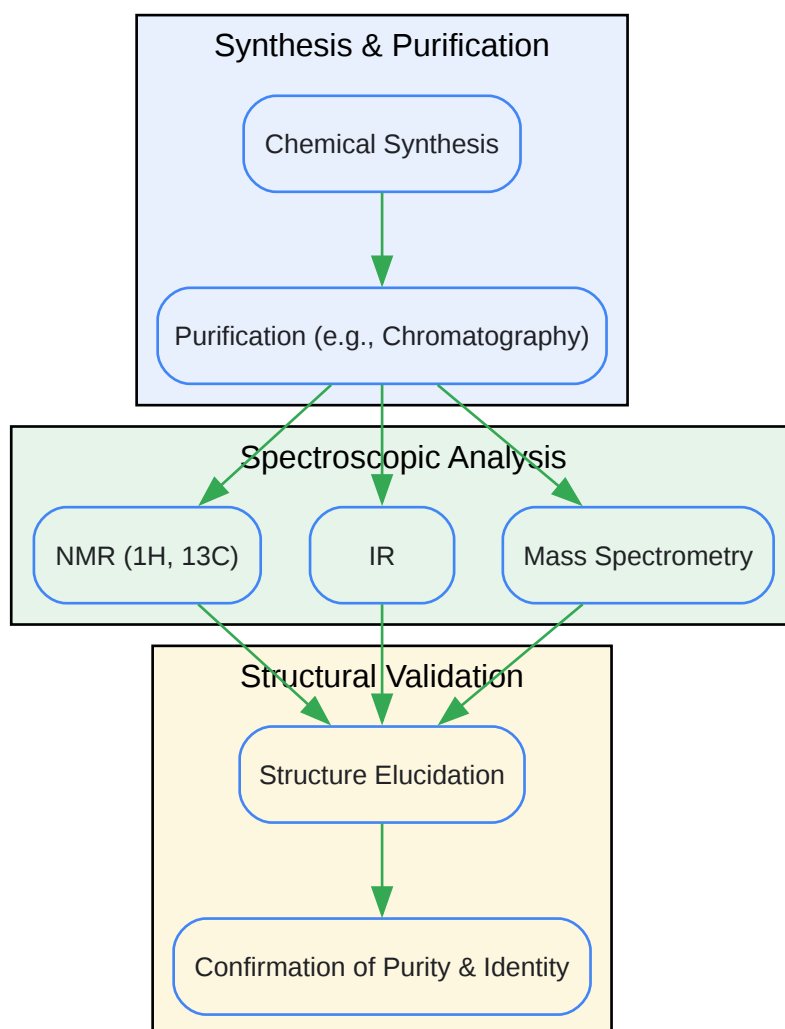 Synthesis & Purification
Chemical Synthesis
Purification (e.g., Chromatography)
Spectroscopic Analysis
NMR (1H, 13C)
IR
Mass Spectrometry
Structural Validation
Structure Elucidation
Confirmation of Purity & Identity